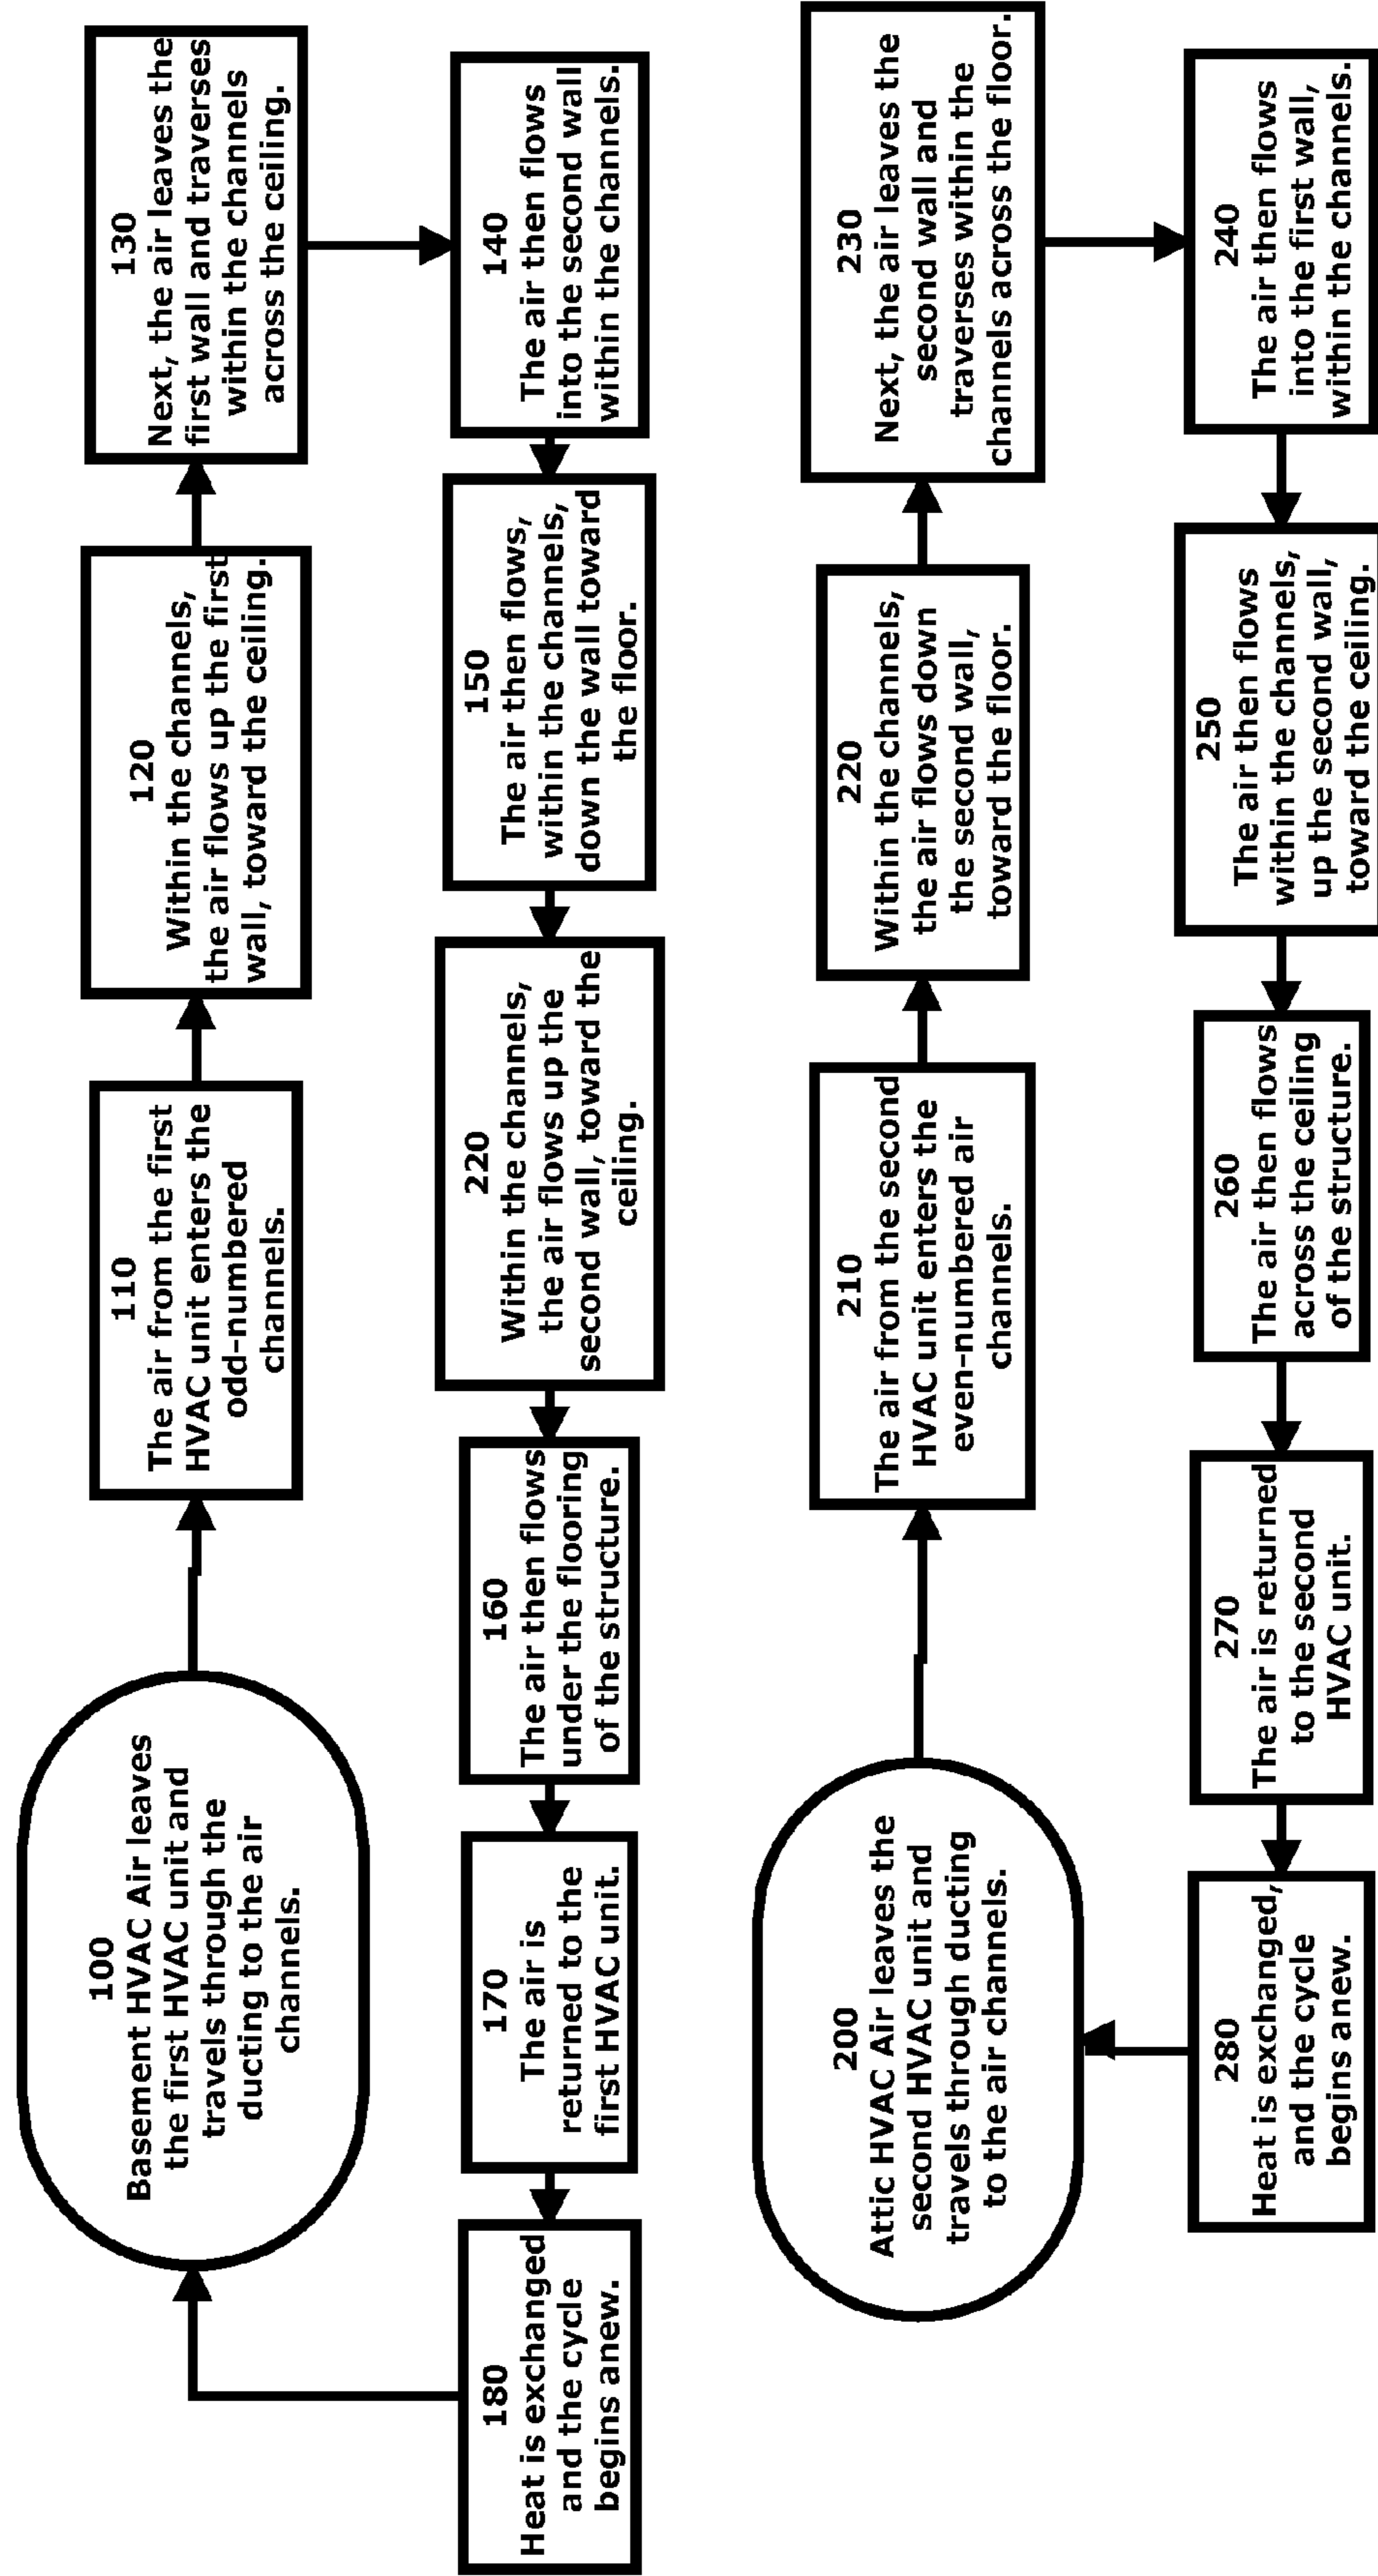 100
Basement HVAC Air leaves
the first HVAC unit and
travels through the
ducting to the air
channels.
110
The air from the first
HVAC unit enters the
odd-numbered
channels.
120
Within the channels,
the air flows up the first
wall, toward the ceiling.
130
Next, the air leaves the
first wall and traverses
within the channels
across the ceiling.
140
The air then flows
into the second wall
within the channels.
150
The air then flows,
within the channels,
down the wall toward
the floor.
220
Within the channels,
the air flows up the
second wall, toward the
ceiling.
160
The air then flows
under the flooring
of the structure.
170
The air is
returned to the
first HVAC unit.
180
Heat is exchanged
and the cycle
begins anew.
200
Attic HVAC Air leaves the
second HVAC unit and
travels through ducting
to the air channels.
210
The air from the second
HVAC unit enters the
even-numbered air
channels.
220
Within the channels,
the air flows down
the second wall,
toward the floor.
230
Next, the air leaves the
second wall and
traverses within the
channels across the floor.
240
The air then flows
into the first wall,
within the channels.
250
The air then flows
within the channels,
up the second wall,
toward the ceiling.
260
The air then flows
across the ceiling
of the structure.
270
The air is returned
to the second
HVAC unit.
280
Heat is exchanged,
and the cycle
begins anew.